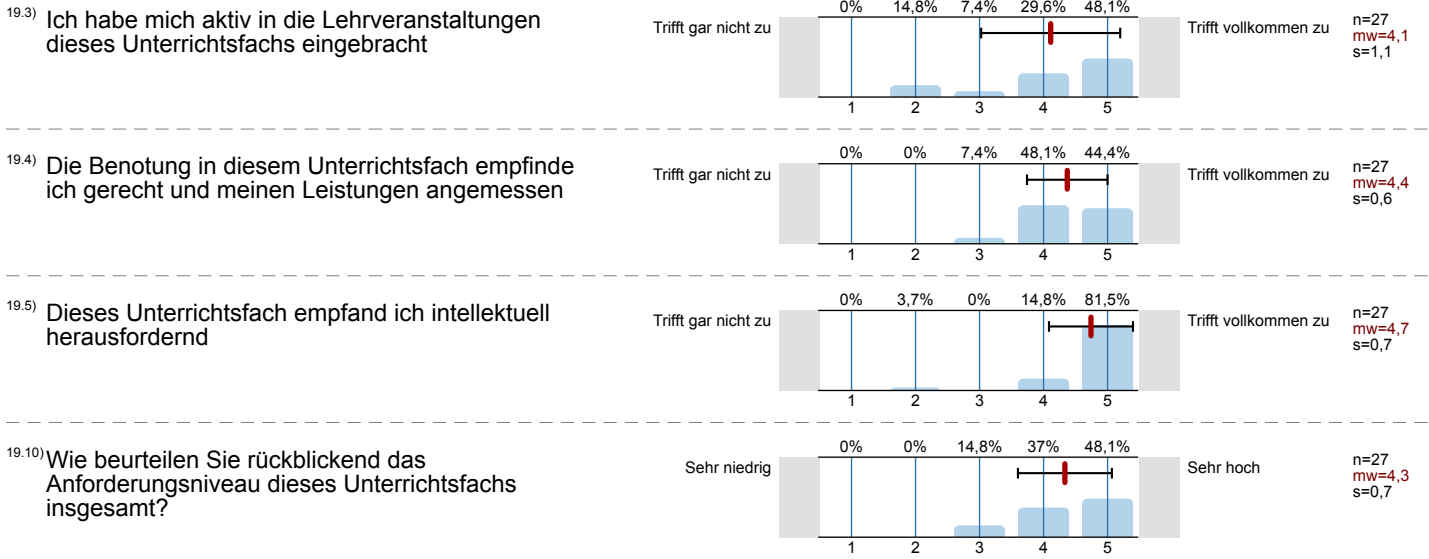 19.3) Ich habe mich aktiv in die Lehrveranstaltungen
dieses Unterrichtsfachs eingebracht
Trifft gar nicht zu
0% 14,8% 7,4% 29,6% 48,1%
1 2 3 4 5
Trifft vollkommen zu
n=27
mw=4,1
s=1,1
19.4) Die Benotung in diesem Unterrichtsfach empfinde
ich gerecht und meinen Leistungen angemessen
Trifft gar nicht zu
0% 0% 7,4% 48,1% 44,4%
1 2 3 4 5
Trifft vollkommen zu
n=27
mw=4,4
s=0,6
19.5) Dieses Unterrichtsfach empfand ich intellektuell
herausfordernd
Trifft gar nicht zu
0% 3,7% 0% 14,8% 81,5%
1 2 3 4 5
Trifft vollkommen zu
n=27
mw=4,7
s=0,7
19.10) Wie beurteilen Sie rückblickend das
Anforderungsniveau dieses Unterrichtsfachs
insgesamt?
Sehr niedrig
0% 0% 14,8% 37% 48,1%
1 2 3 4 5
Sehr hoch
n=27
mw=4,3
s=0,7